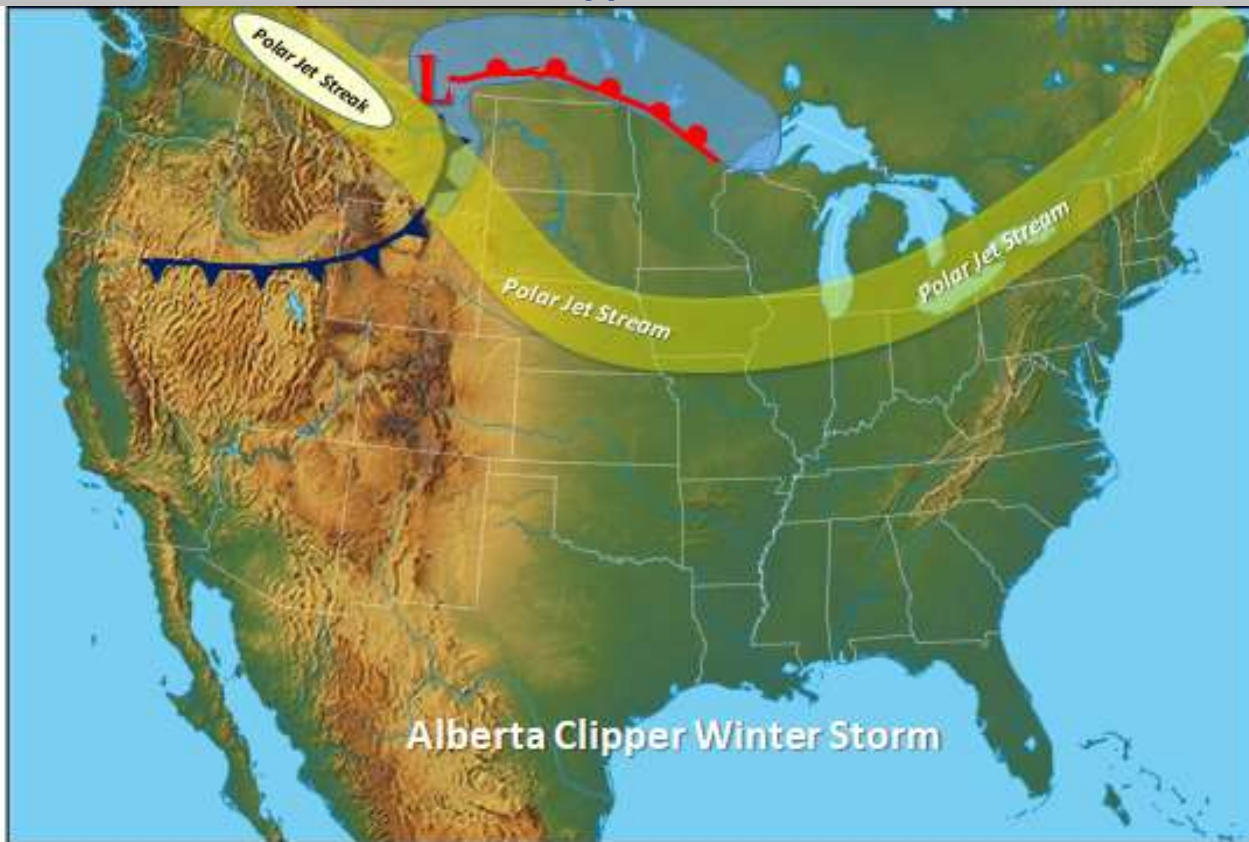 Polar Jet Streak
L
Polar Jet Stream
Polar Jet Stream
Alberta Clipper Winter Storm